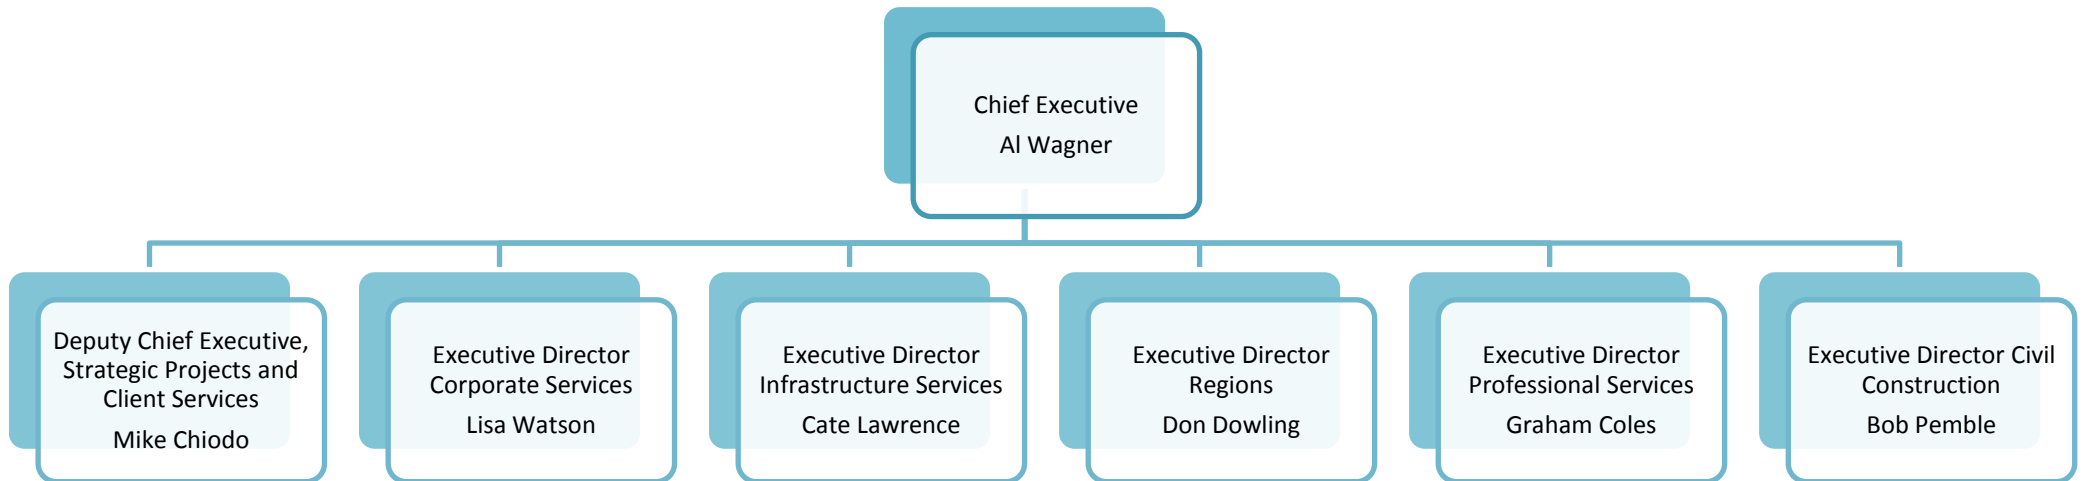 Chief Executive
Al Wagner
Deputy Chief Executive,
Strategic Projects and
Client Services
Mike Chiodo
Executive Director
Corporate Services
Lisa Watson
Executive Director
Infrastructure Services
Cate Lawrence
Executive Director
Regions
Don Dowling
Executive Director
Professional Services
Graham Coles
Executive Director Civil
Construction
Bob Pemble